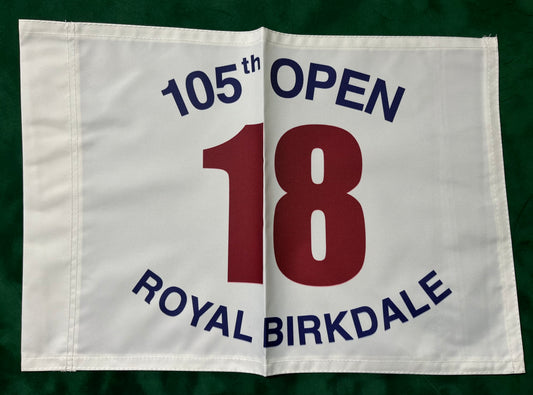 105th OPEN
18
ROYAL BIRKDALE